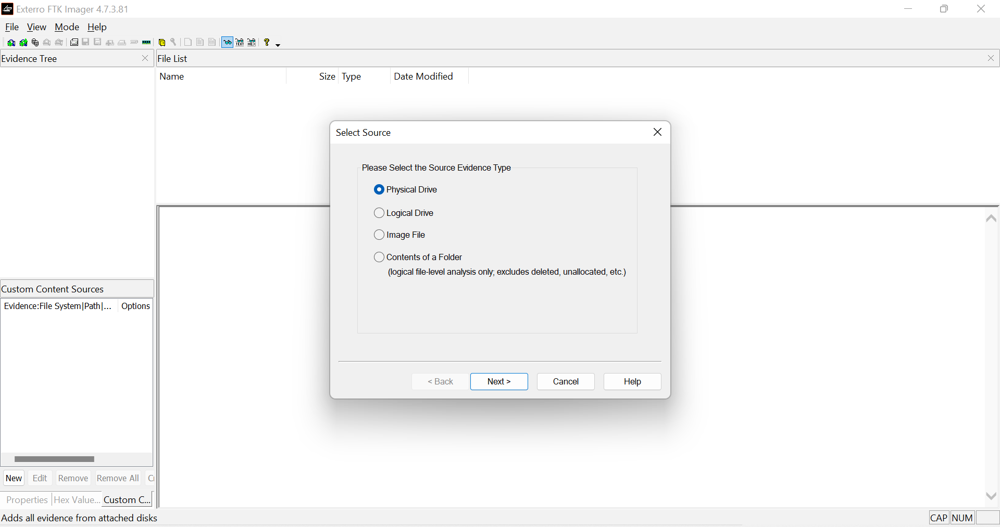 Exterro FTK Imager 4.7.3.81
File View Mode Help
TEXT HEX
Evidence Tree
File List
Name Size Type Date Modified
Select Source
Please Select the Source Evidence Type
Physical Drive
Logical Drive
Image File
Contents of a Folder
(logical file-level analysis only; excludes deleted, unallocated, etc.)
< Back Next > Cancel Help
Custom Content Sources
Evidence:File System|Path|... Options
New Edit Remove Remove All
Properties Hex Value... Custom C...
Adds all evidence from attached disks
CAP NUM